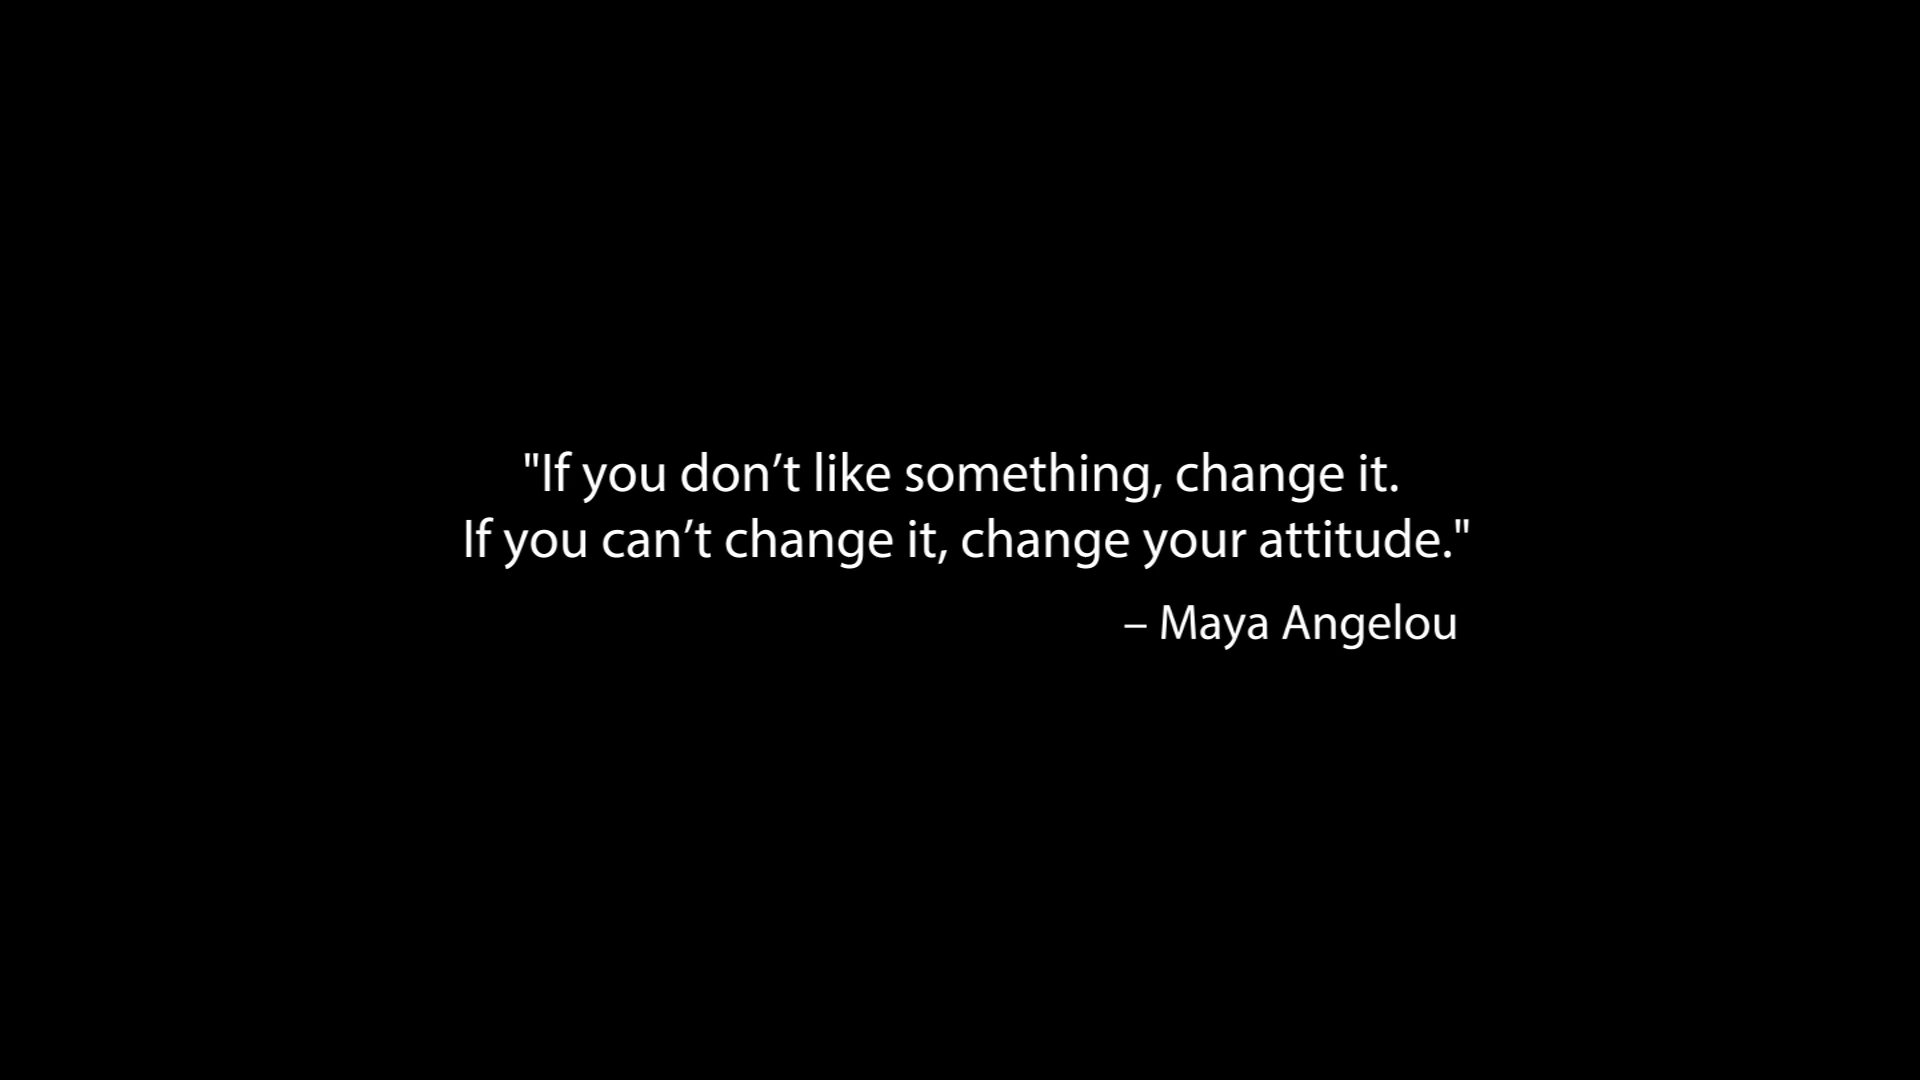 "If you don’t like something, change it.
If you can’t change it, change your attitude."
– Maya Angelou